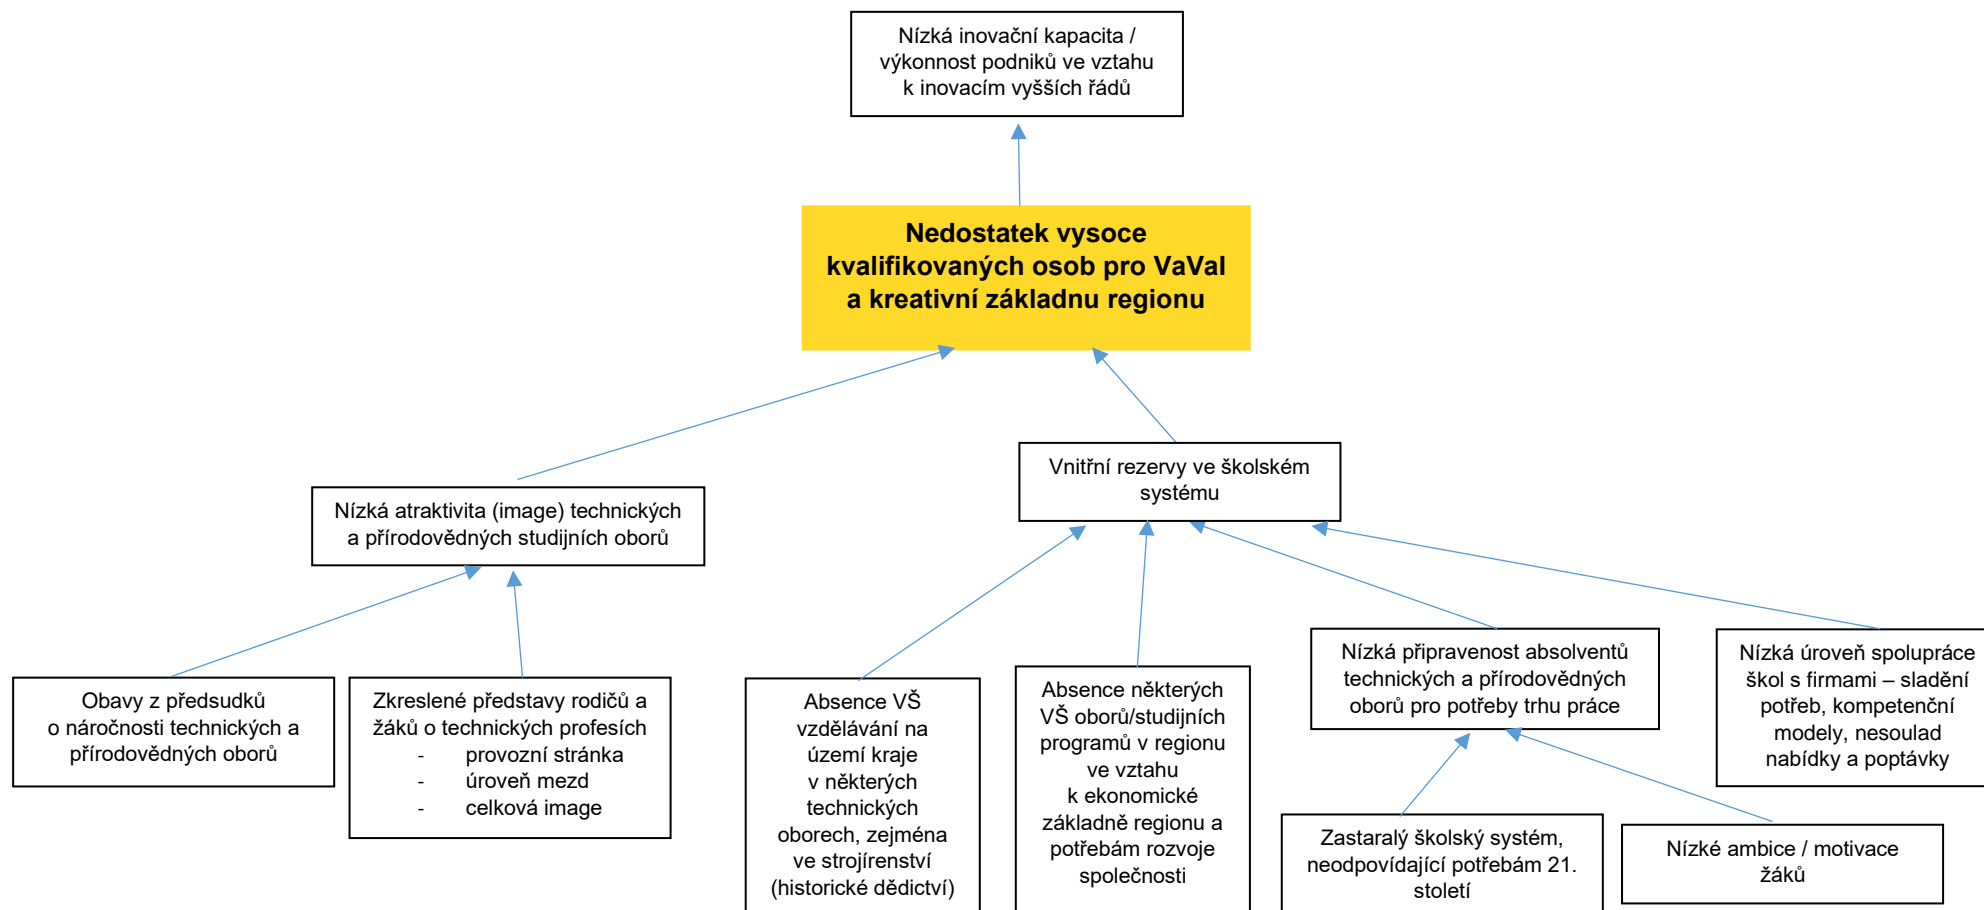 Nízká inovační kapacita /
výkonnost podniků ve vztahu
k inovacím vyšších řádů
Nedostatek vysoce
kvalifikovaných osob pro VaVaI
a kreativní základnu regionu
Vnitřní rezervy ve školském
systému
Nízká atraktivita (image) technických
a přírodovědných studijních oborů
Obavy z předsudků
o náročnosti technických a
přírodovědných oborů
Zkreslené představy rodičů a
žáků o technických profesích
- provozní stránka
- úroveň mezd
- celková image
Absence VŠ
vzdělávání na
území kraje
v některých
technických
oborech, zejména
ve strojírenství
(historické dědictví)
Absence některých
VŠ oborů/studijních
programů v regionu
ve vztahu
k ekonomické
základně regionu a
potřebám rozvoje
společnosti
Nízká připravenost absolventů
technických a přírodovědných
oborů pro potřeby trhu práce
Nízká úroveň spolupráce
škol s firmami – sladění
potřeb, kompetenční
modely, nesoulad
nabídky a poptávky
Zastaralý školský systém,
neodpovídající potřebám 21.
století
Nízké ambice / motivace
žáků